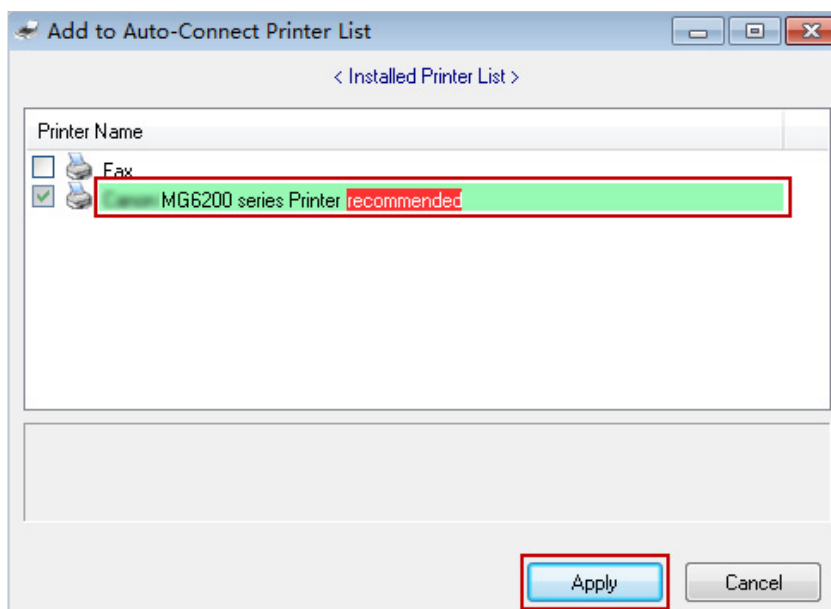 Add to Auto-Connect Printer List
< Installed Printer List >
Printer Name
Fax
MG6200 series Printer recommended
Apply
Cancel